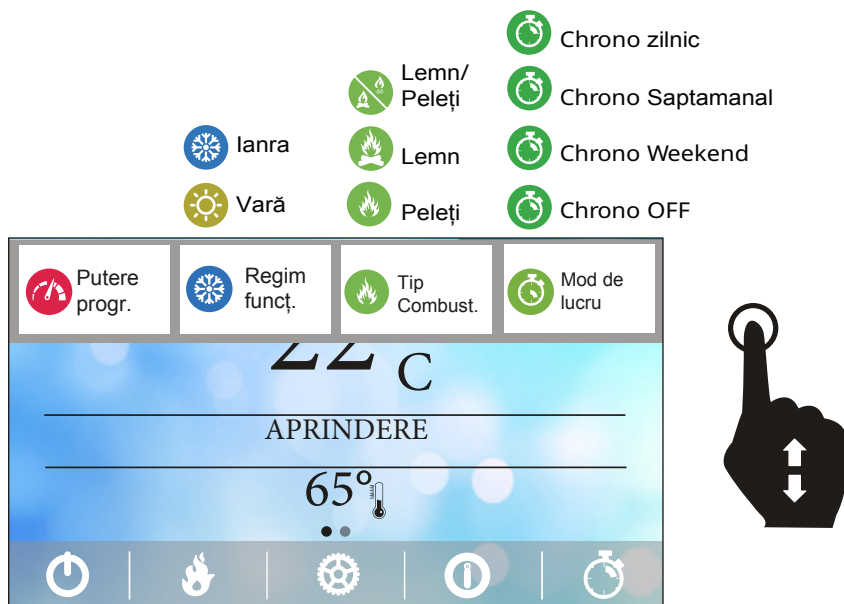 Chrono zilnic
Lemn/
Peleți
Chrono Saptamanal
Ianra
Lemn
Chrono Weekend
Vară
Peleți
Chrono OFF
Putere
progr.
Regim
funcț.
Tip
Combust.
Mod de
lucru
22 C
APRINDERE
65°